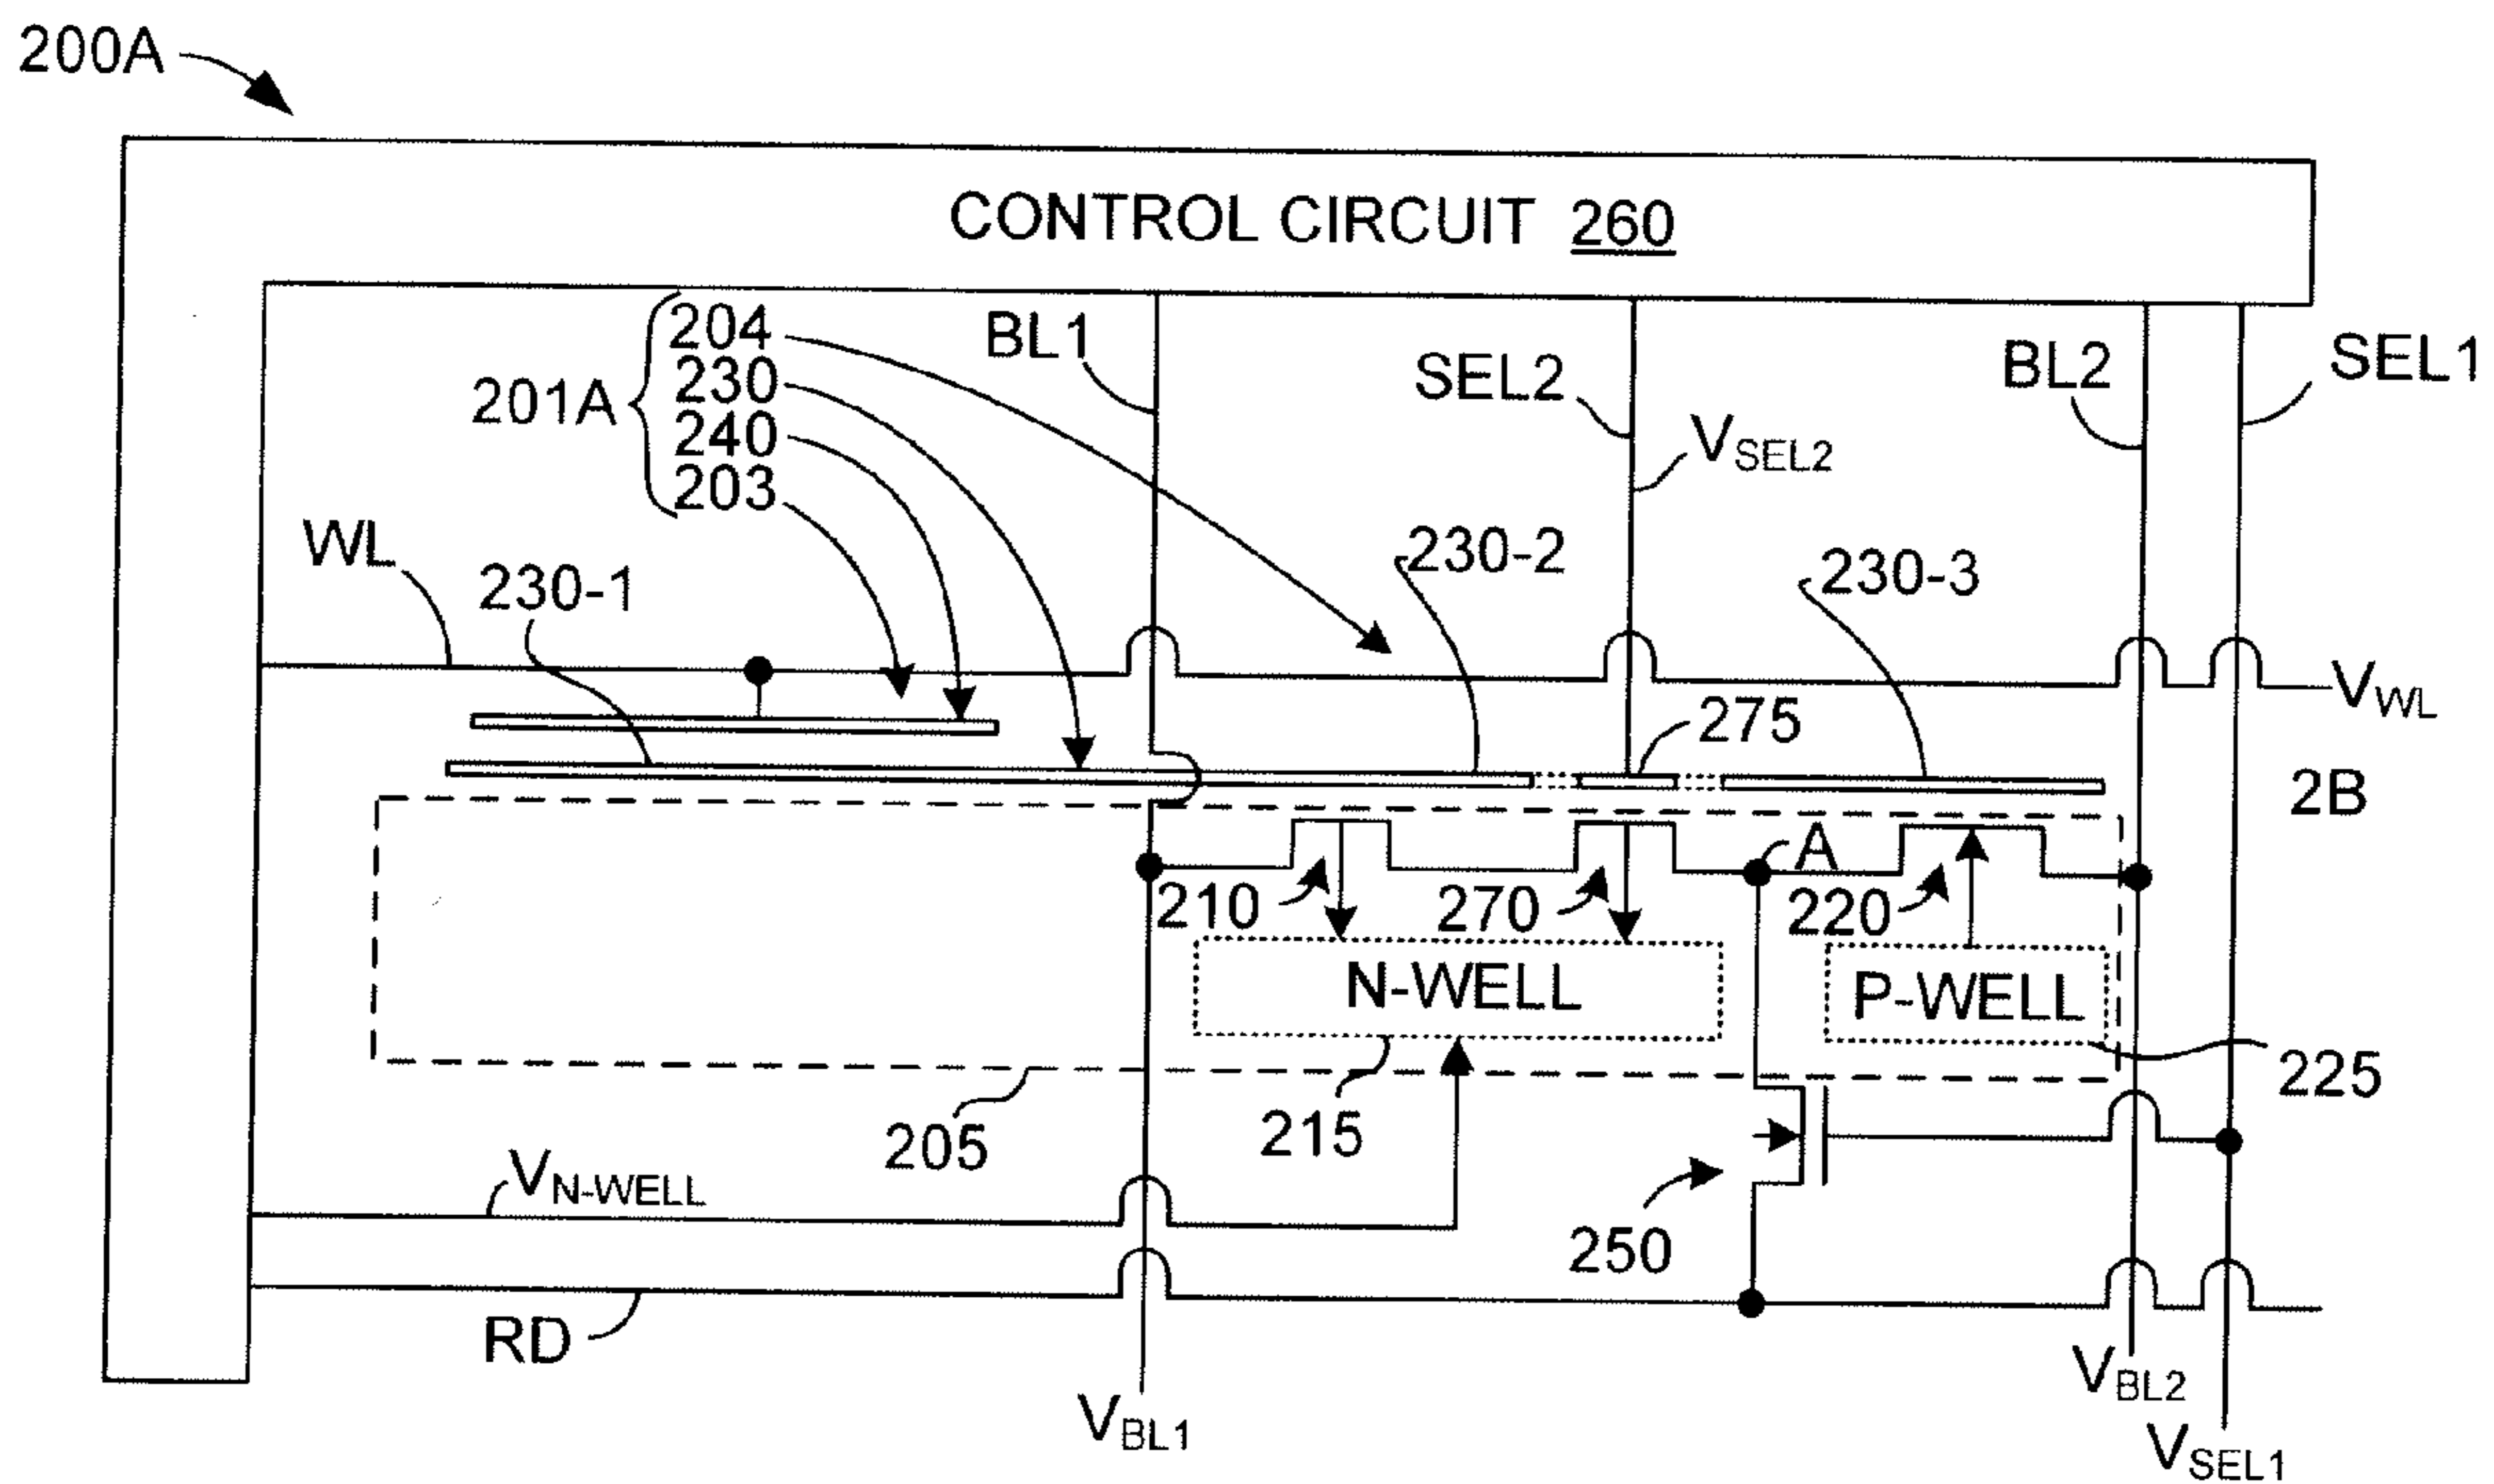 200A
CONTROL CIRCUIT 260
201A
204
230
240
203
BL1
SEL2
BL2
SEL1
VSEL2
WL
230-1
230-2
230-3
VWL
275
2B
A
210
270
220
N-WELL
P-WELL
205
215
225
VN-WELL
250
RD
VBL1
VBL2
VSEL1